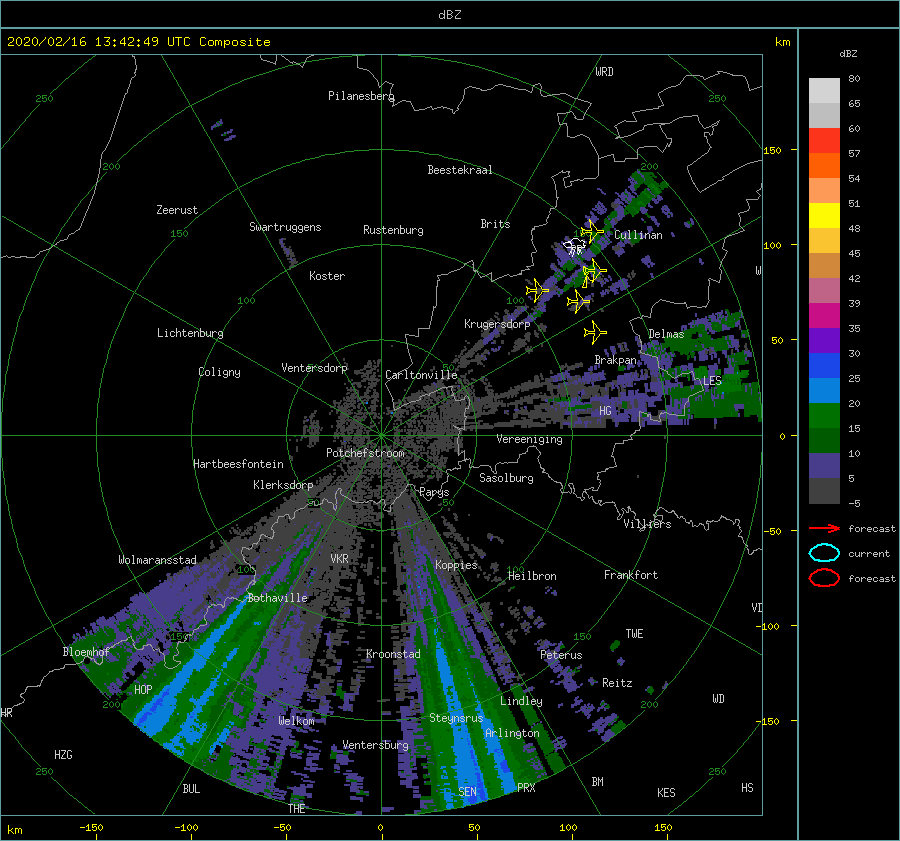 dBZ
2020/02/16 13:42:49 UTC Composite
km
dBZ
WRD
250
Pilanesberg
250
80
65
60
57
54
51
48
45
42
39
35
30
25
20
15
10
5
-5
150
200
Beestekraal
200
Zeerust
150
Swartruggens
Rustenburg
Brits
Cullinan
100
Koster
W
100
100
Lichtenburg
Krugersdorp
Delmas
50
Brakpan
Coligny
Ventersdorp
Carltonville
50
LES
HG
Vereeniging
0
Potchefstroom
Hartbeesfontein
Klerksdorp
Sasolburg
Parys
50
50
Villiers
forecast
-50
current
Wolmaransstad
VKR
Koppies
100
Heilbron
100
Frankfort
forecast
Bothaville
VI
-100
150
150
TWE
Bloemhof
Kroonstad
Peterus
HOP
Reitz
WD
200
Lindley
200
HR
Welkom
Steynsrus
-150
Arlington
HZG
Ventersburg
250
250
BUL
SEN
PRX
BM
KES
HS
THE
km
-150
-100
-50
0
50
100
150